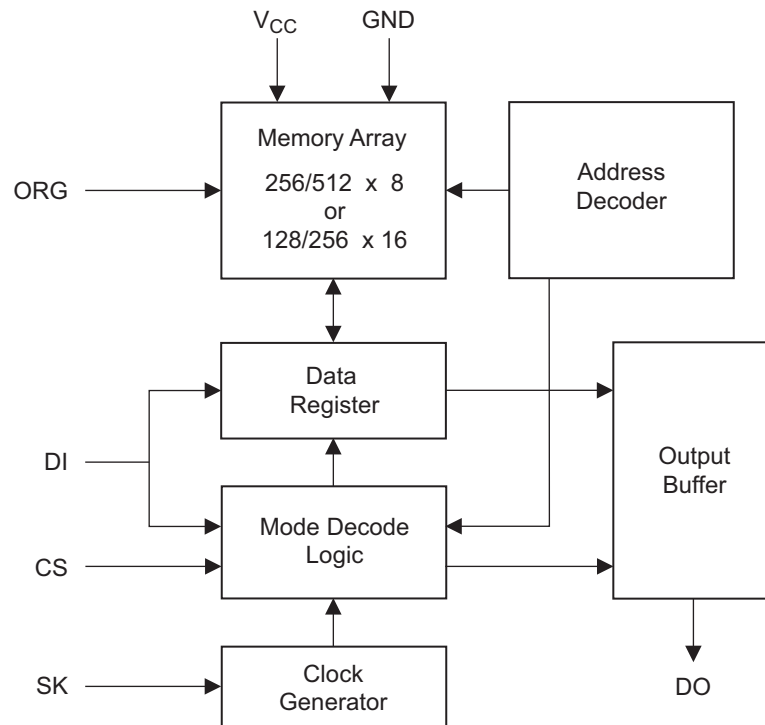 VCC
GND
ORG
Memory Array
256/512 x 8
or
128/256 x 16
Address
Decoder
Data
Register
DI
Output
Buffer
Mode Decode
Logic
CS
SK
Clock
Generator
DO